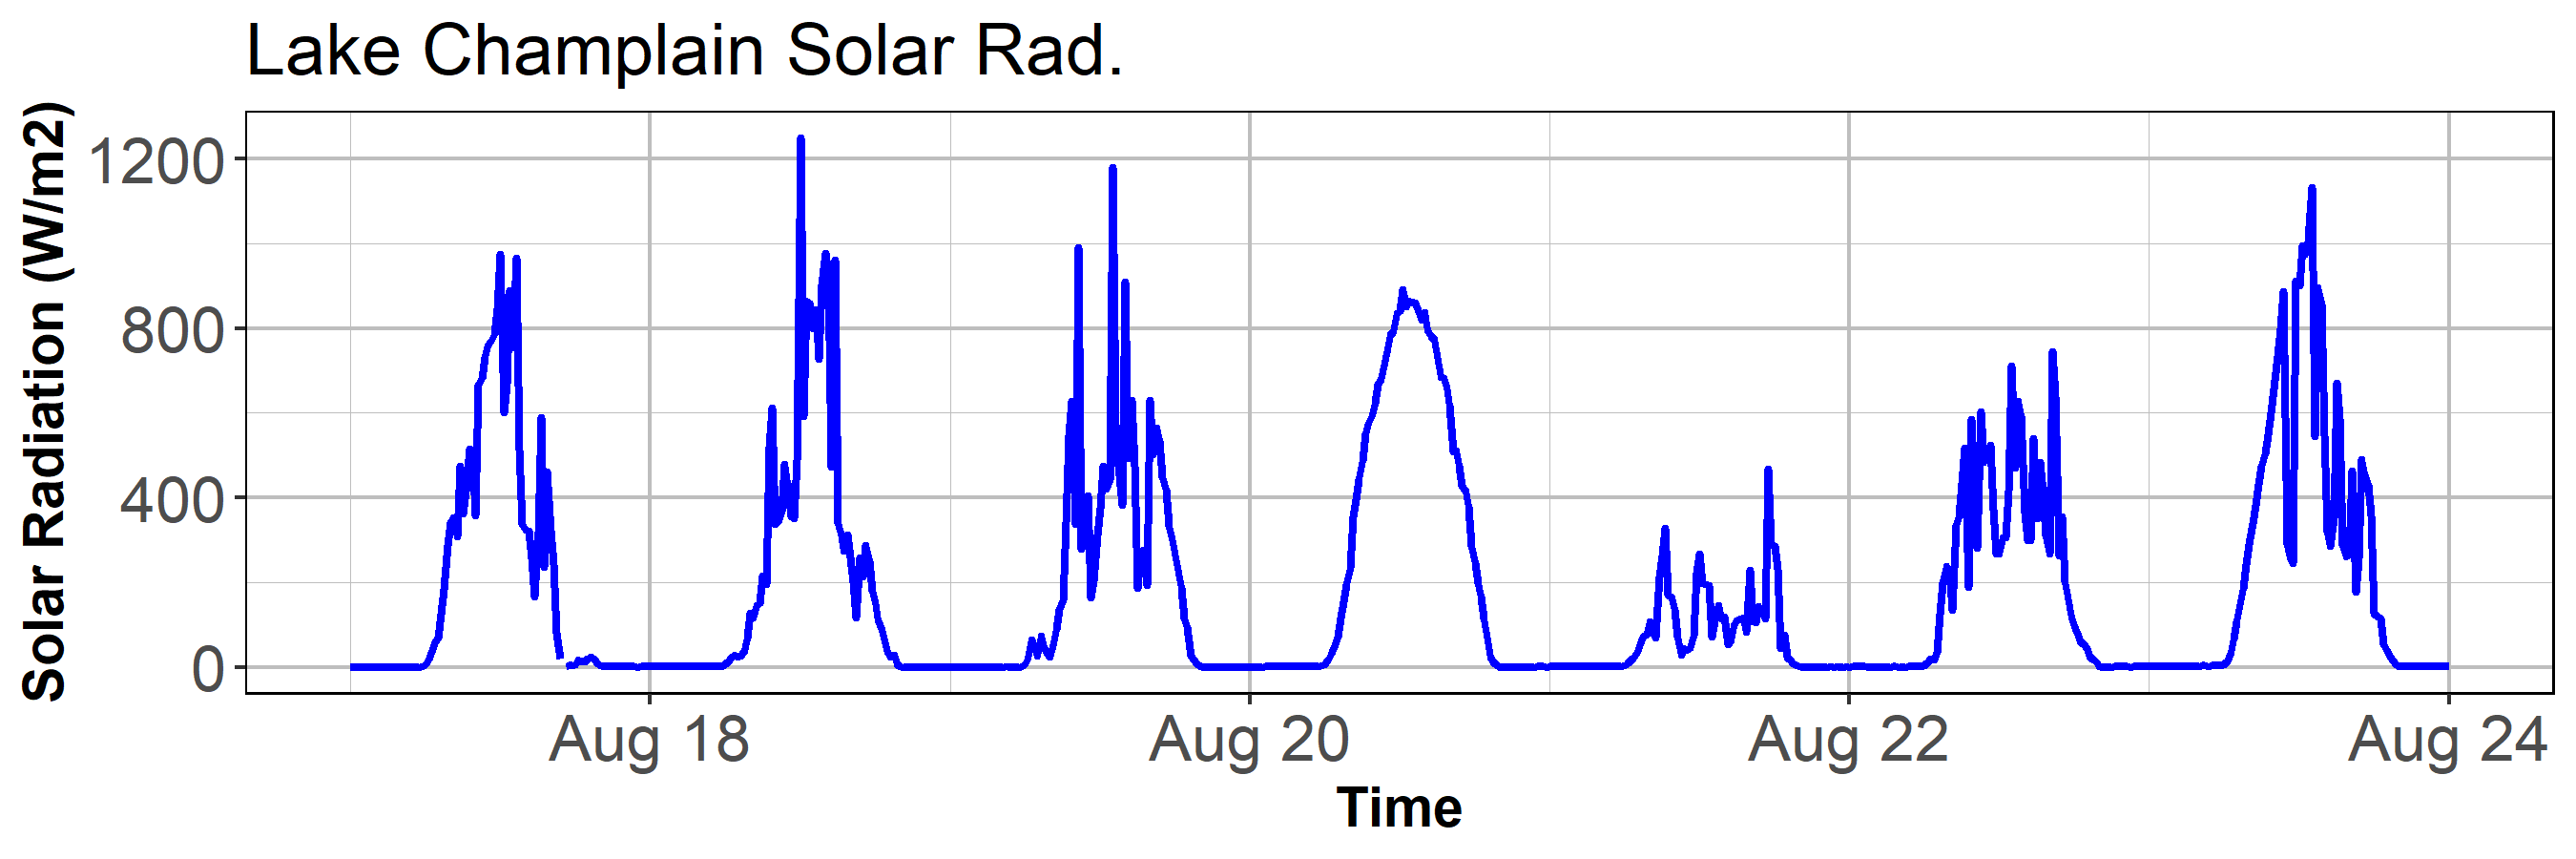 Lake Champlain Solar Rad.
Solar Radiation (W/m2)
1200
800
400
0
Aug 18 Aug 20 Aug 22 Aug 24
Time